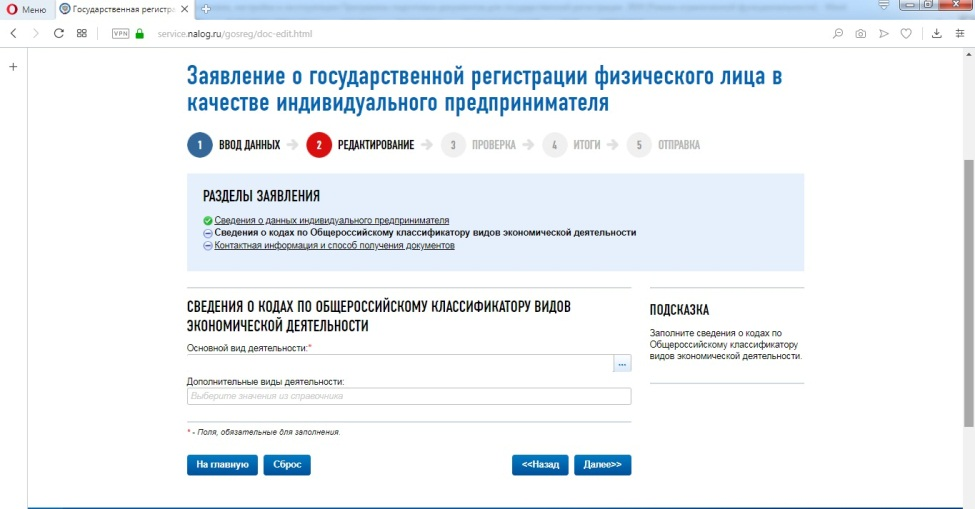 Меню
Государственная регистра
VPN
service.nalog.ru/gosreg/doc-edit.html
Заявление о государственной регистрации физического лица в
качестве индивидуального предпринимателя
1 ВВОД ДАННЫХ 2 РЕДАКТИРОВАНИЕ 3 ПРОВЕРКА 4 ИТОГИ 5 ОТПРАВКА
РАЗДЕЛЫ ЗАЯВЛЕНИЯ
Сведения о данных индивидуального предпринимателя
Сведения о кодах по Общероссийскому классификатору видов экономической деятельности
Контактная информация и способ получения документов
СВЕДЕНИЯ О КОДАХ ПО ОБЩЕРОССИЙСКОМУ КЛАССИФИКАТОРУ ВИДОВ
ЭКОНОМИЧЕСКОЙ ДЕЯТЕЛЬНОСТИ
Основной вид деятельности:*
...
Дополнительные виды деятельности:
Выберите значения из справочника
* - Поля, обязательные для заполнения.
На главную Сброс <<Назад Далее>>
ПОДСКАЗКА
Заполните сведения о кодах по
Общероссийскому классификатору
видов экономической деятельности.